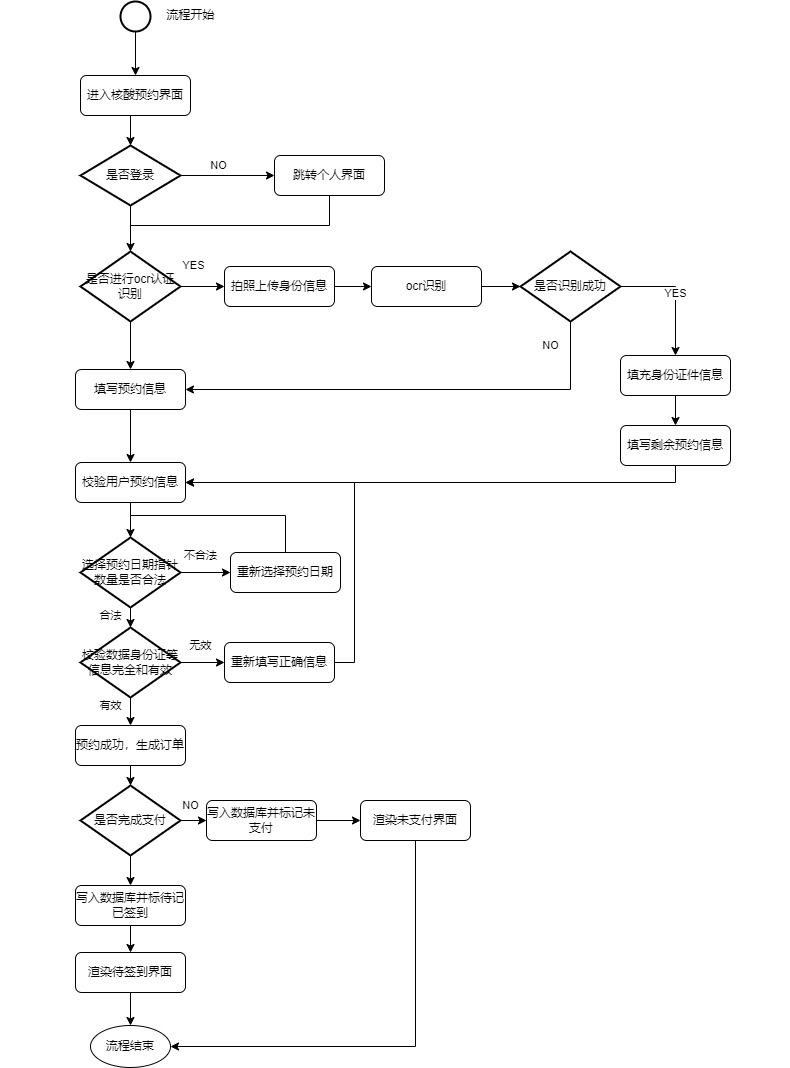 流程开始
进入核酸预约界面
是否登录
NO
跳转个人界面
是否进行ocr认证
识别
YES
拍照上传身份信息
ocr识别
是否识别成功
YES
NO
填充身份证件信息
填写预约信息
填写剩余预约信息
校验用户预约信息
选择预约日期指针
数量是否合法
不合法
重新选择预约日期
合法
校验数据身份证等
信息完全和有效
无效
重新填写正确信息
有效
预约成功，生成订单
是否完成支付
NO
写入数据库并标记未
支付
渲染未支付界面
写入数据库并标待记
已签到
渲染待签到界面
流程结束